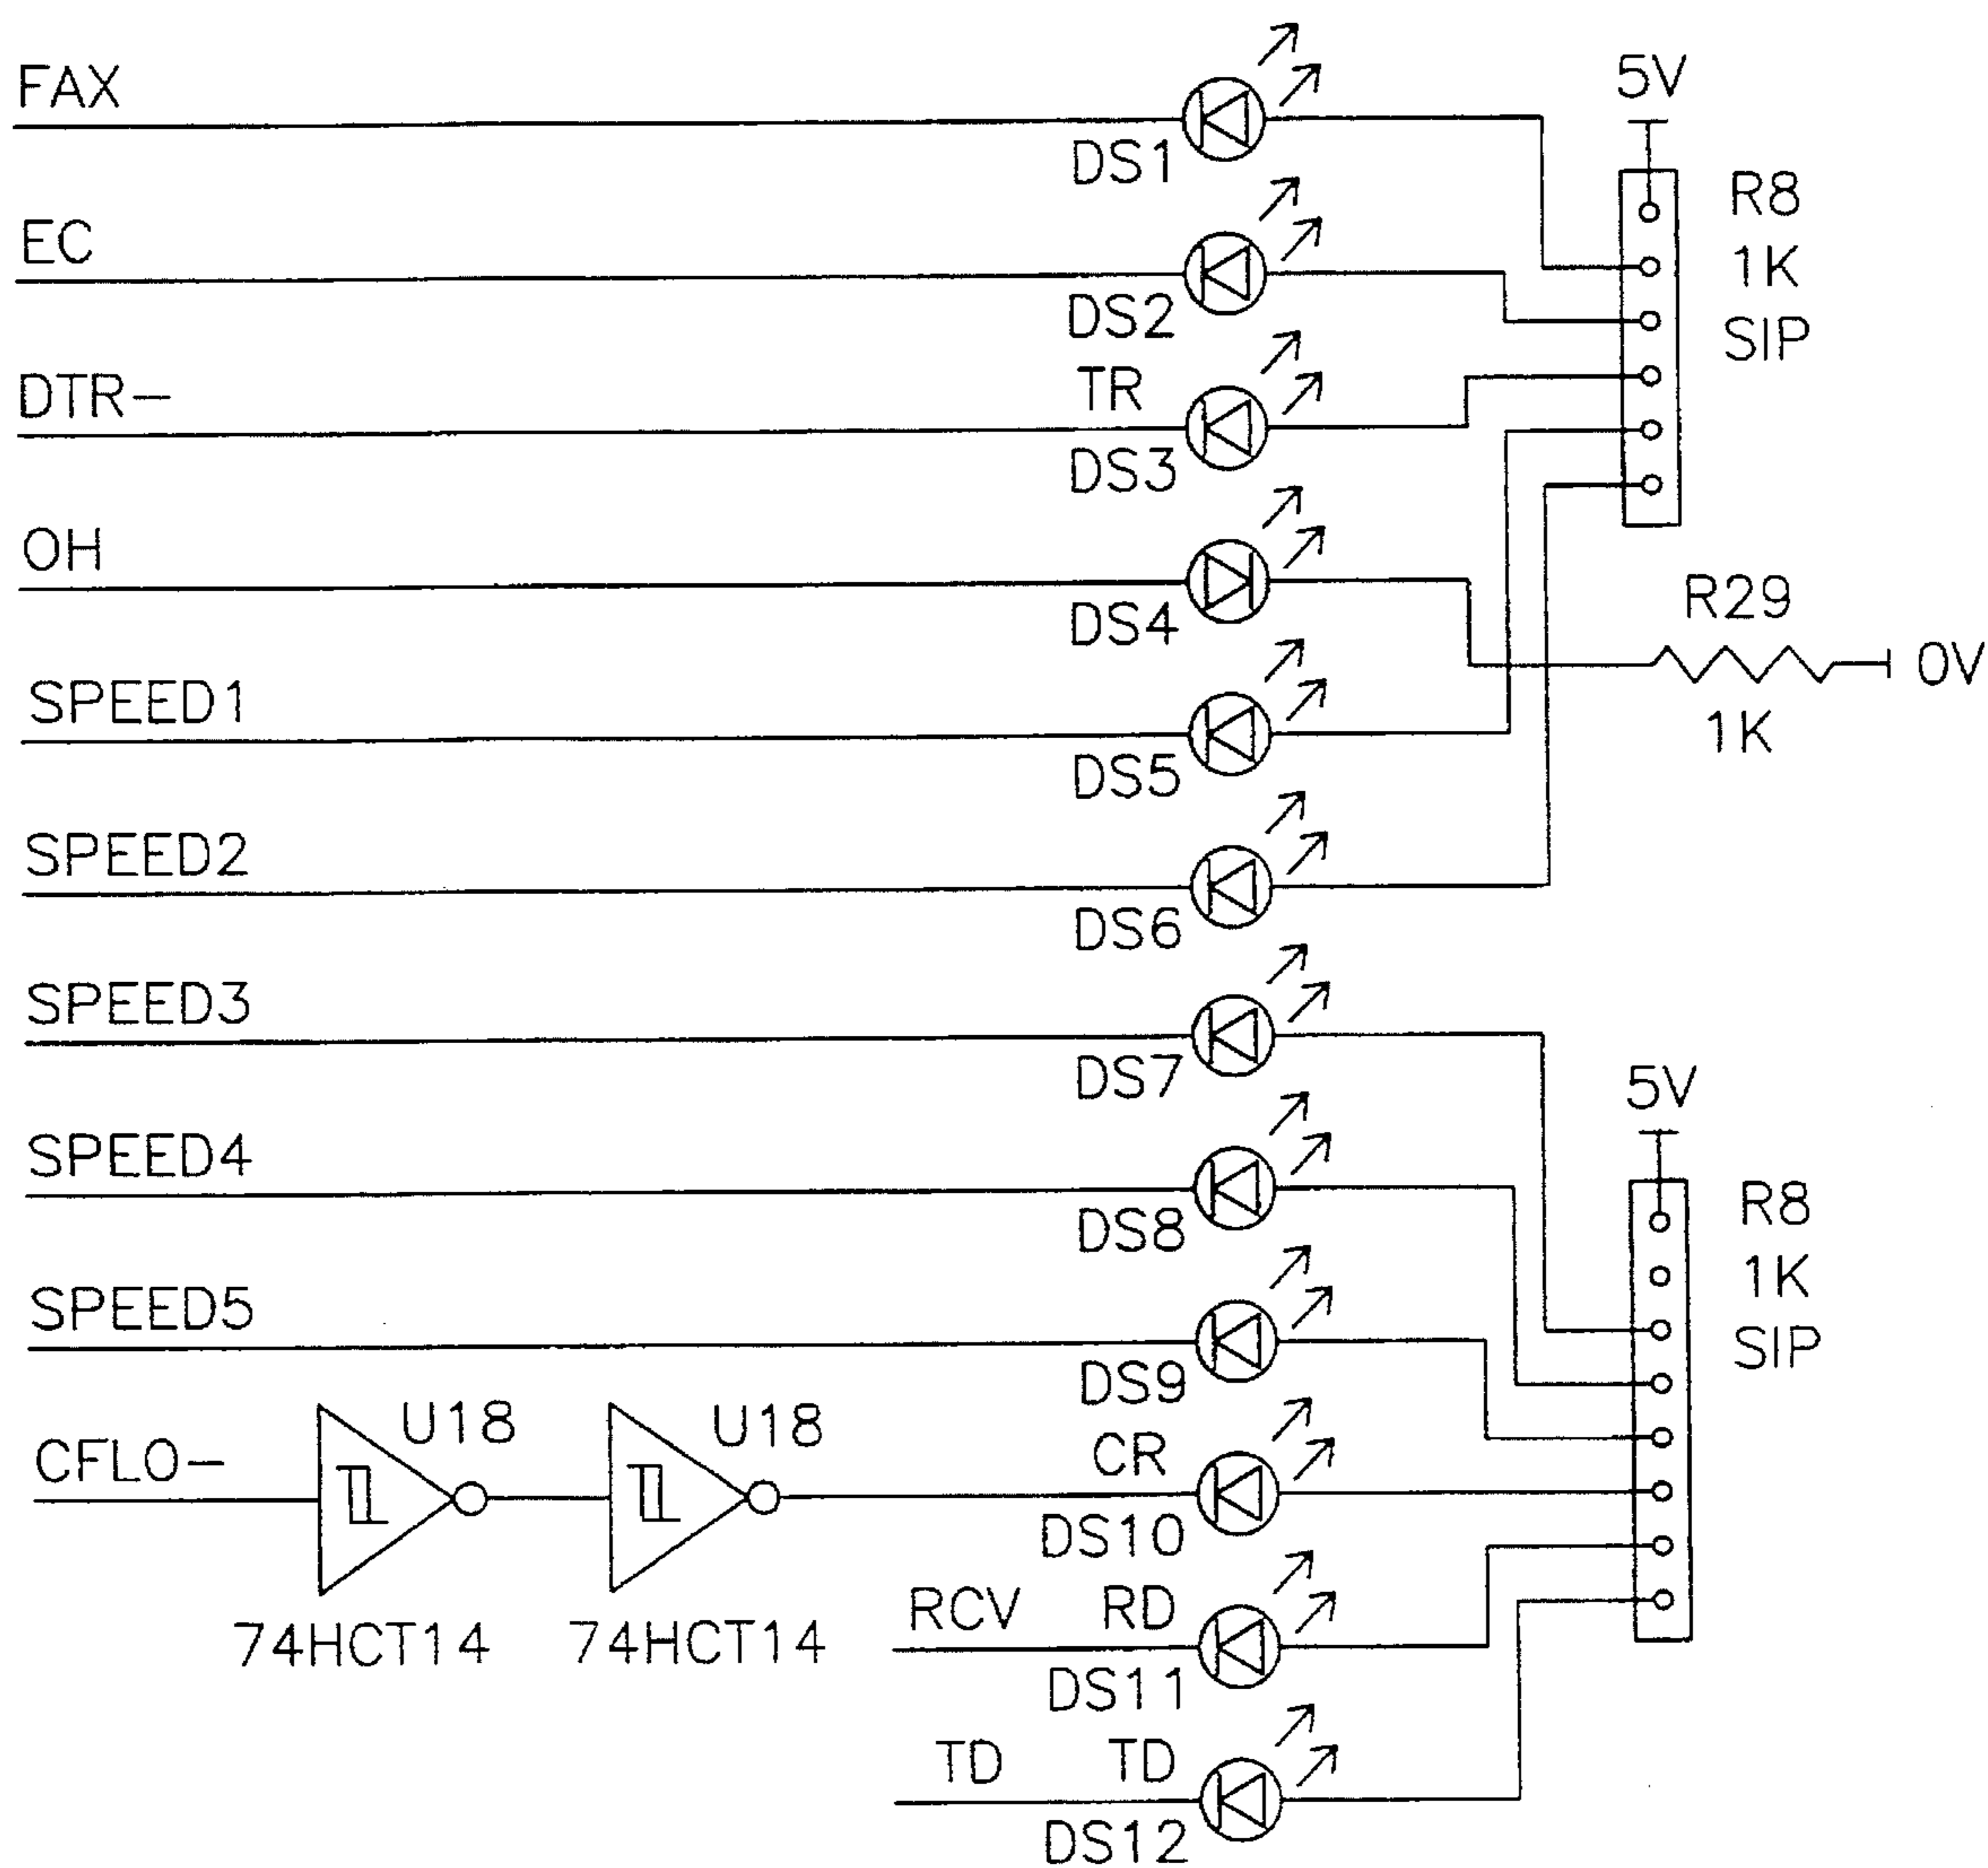 FAX
DS1
5V
R8
1K
SIP
EC
DS2
DTR-
TR
DS3
OH
DS4
R29
1K
0V
SPEED1
DS5
SPEED2
DS6
SPEED3
DS7
5V
R8
1K
SIP
SPEED4
DS8
SPEED5
DS9
CFLO-
U18
74HCT14
U18
74HCT14
CR
DS10
RCV
RD
DS11
TD
TD
DS12